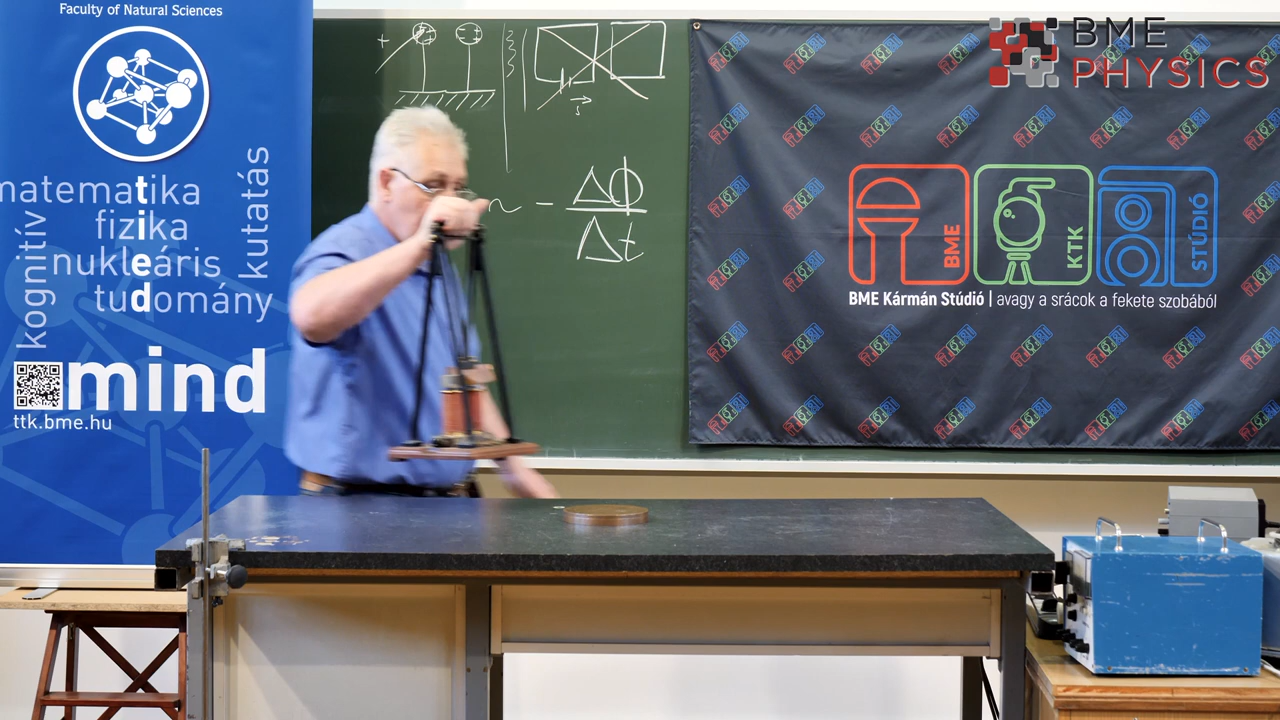 Faculty of Natural Sciences
matematika
fizika
nukleáris
tudomány
kognitív
kutatás
mind
ttk.bme.hu
+
s
~ - ΔΦ
Δt
BME
PHYSICS
BME
KTK
STÚDIÓ
BME Kármán Stúdió | avagy a srácok a fekete szobából